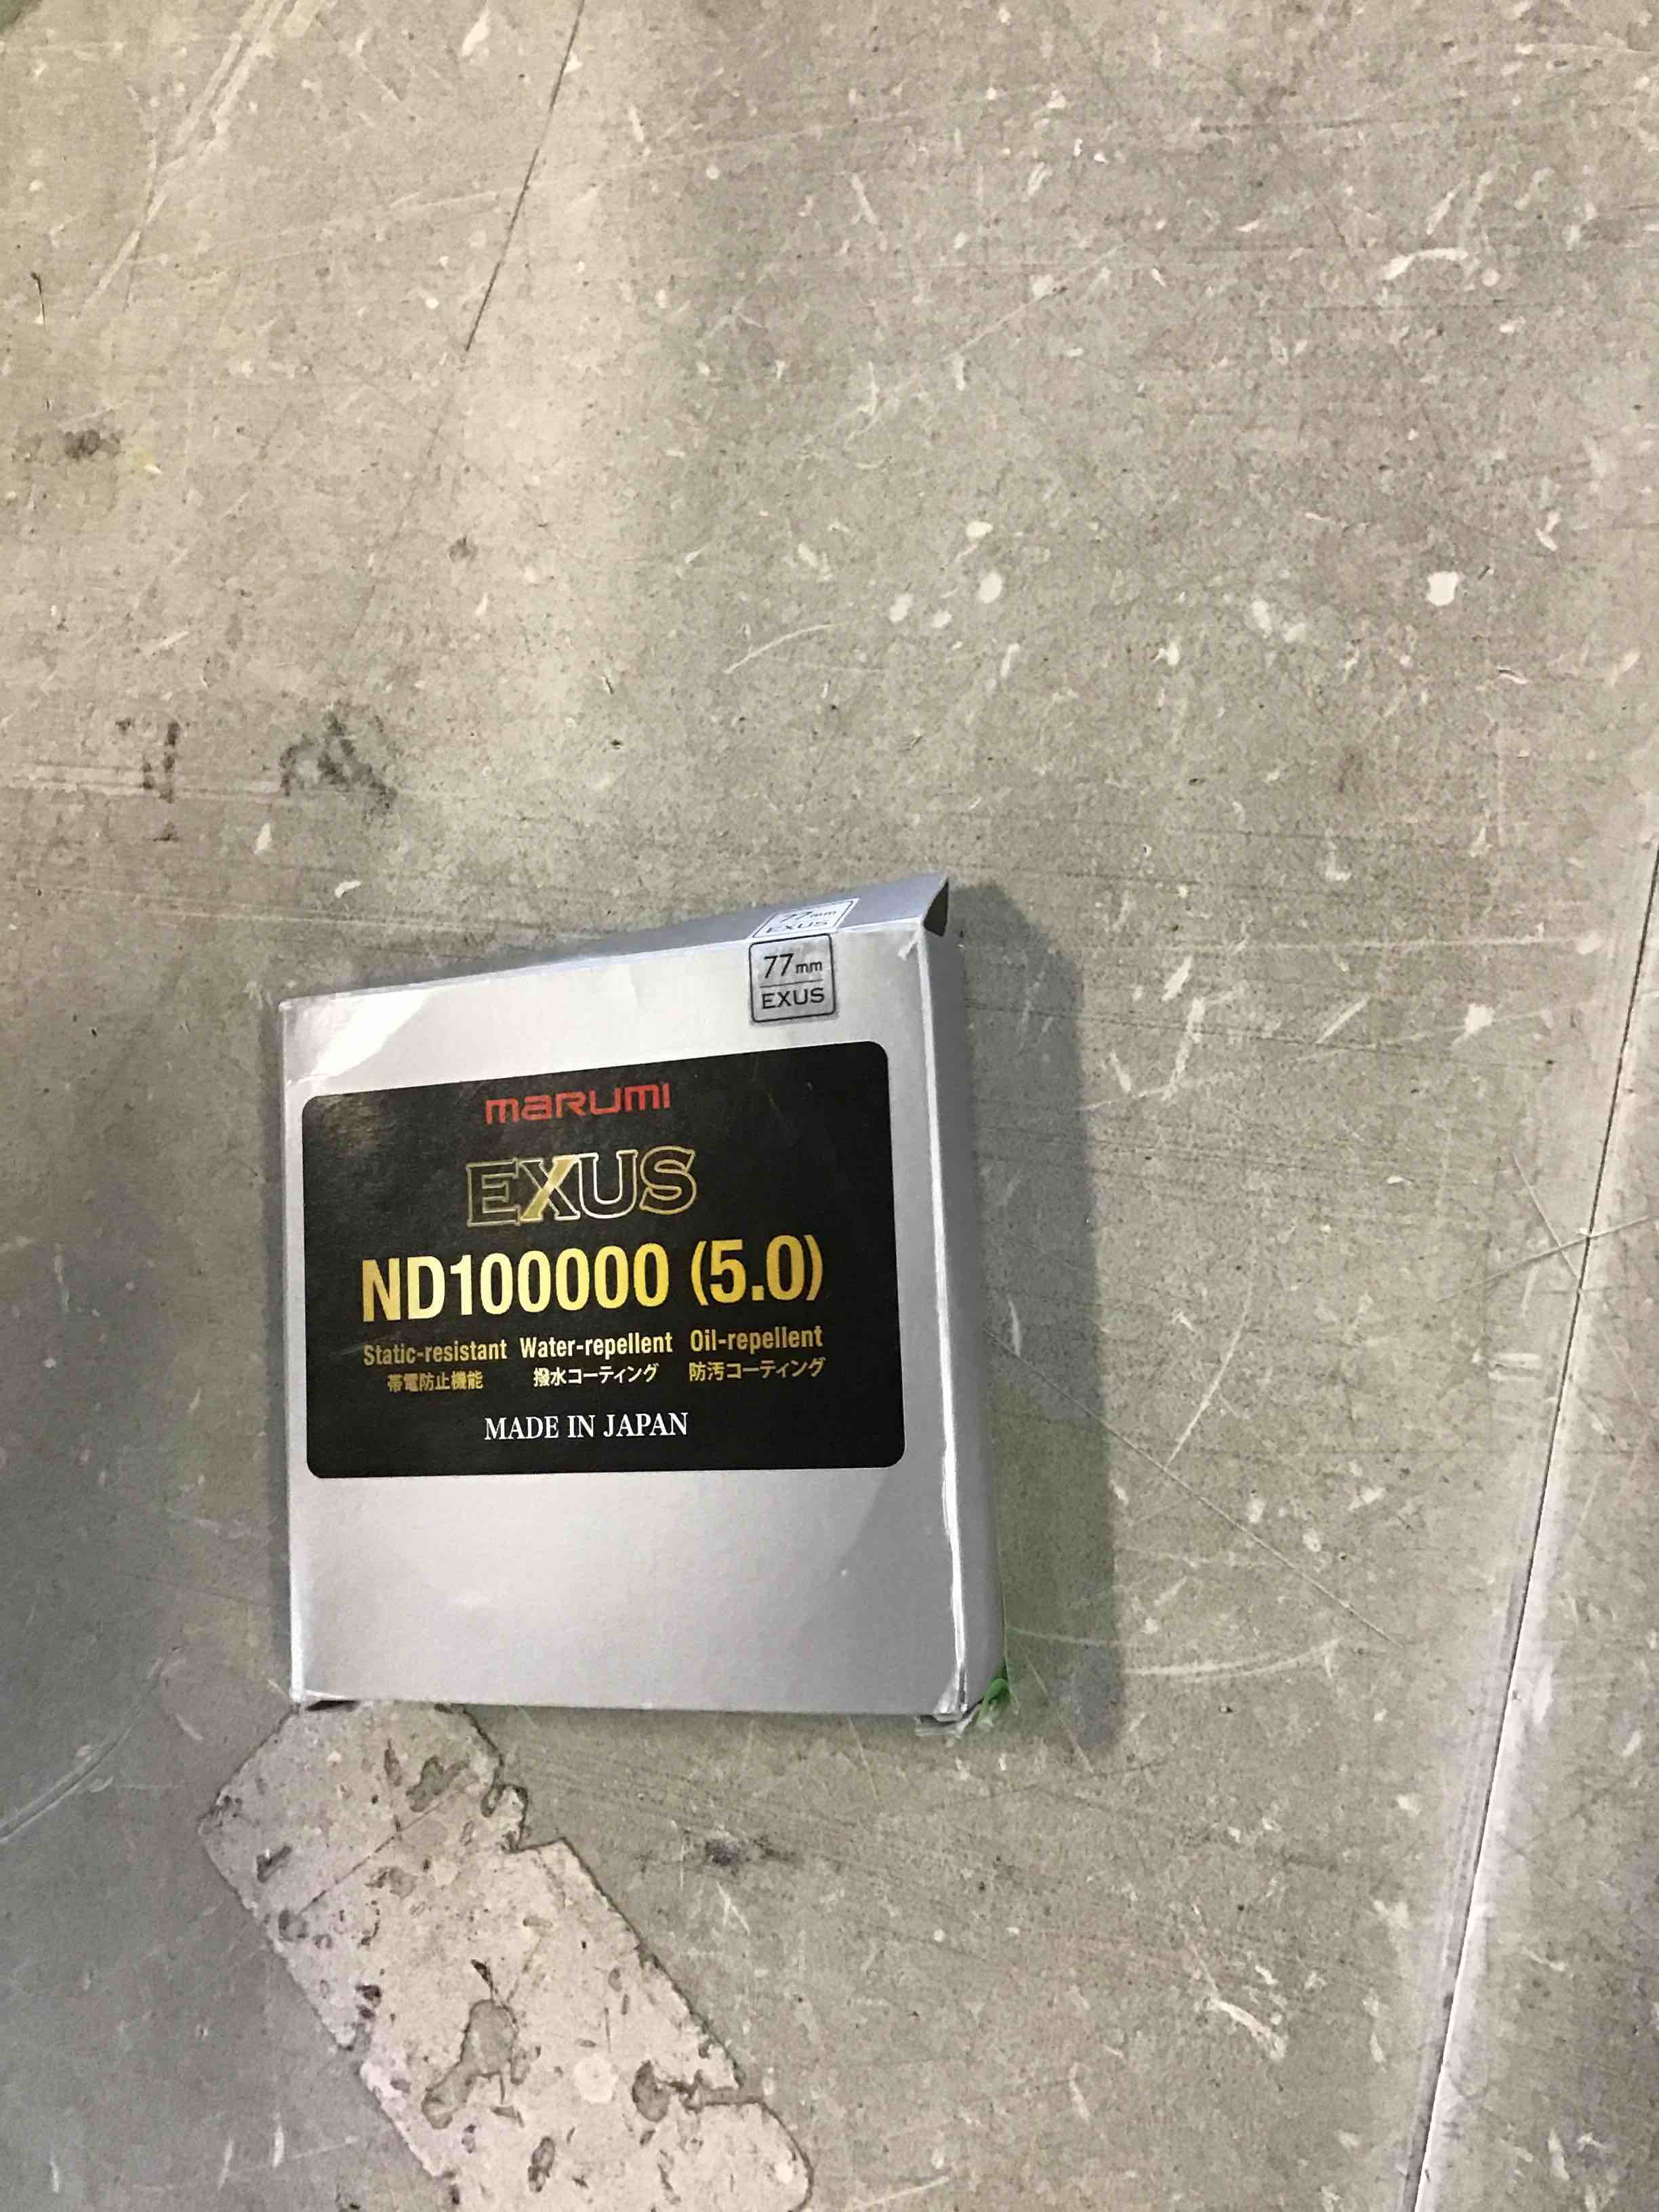 77mm
EXUS
77mm
EXUS
marumi
EXUS
ND100000 (5.0)
Static-resistant Water-repellent Oil-repellent
帯電防止機能 撥水コーティング 防汚コーティング
MADE IN JAPAN